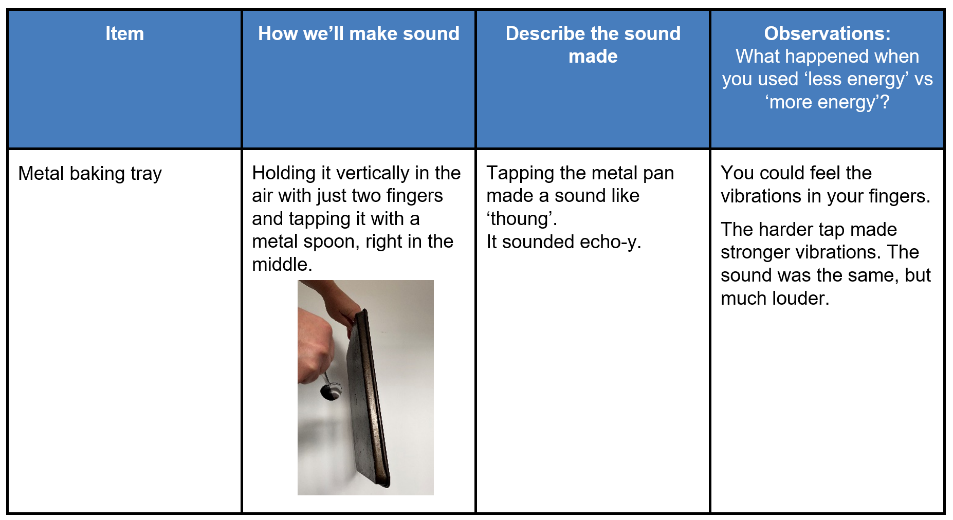 Item
How we’ll make sound
Describe the sound
made
Observations:
What happened when
you used ‘less energy’ vs
‘more energy’?
Metal baking tray
Holding it vertically in the
air with just two fingers
and tapping it with a
metal spoon, right in the
middle.
Tapping the metal pan
made a sound like
‘thoung’.
It sounded echo-y.
You could feel the
vibrations in your fingers.
The harder tap made
stronger vibrations. The
sound was the same, but
much louder.